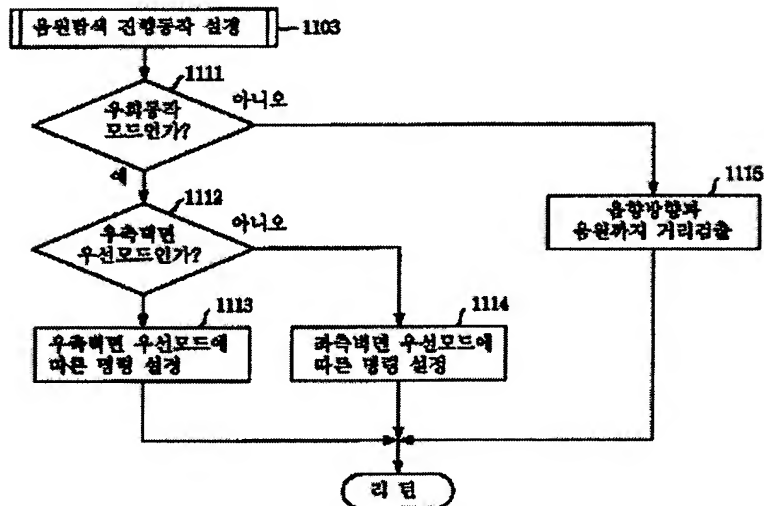 음원탐색 진행동작 설정
1103
1111
우회동작
모드인가?
아니오
예
1112
우측벽면
우선모드인가?
아니오
1113
우측벽면 우선모드에
따른 명령 설정
1114
좌측벽면 우선모드에
따른 명령 설정
1115
음향방향과
음원까지 거리검출
리 턴